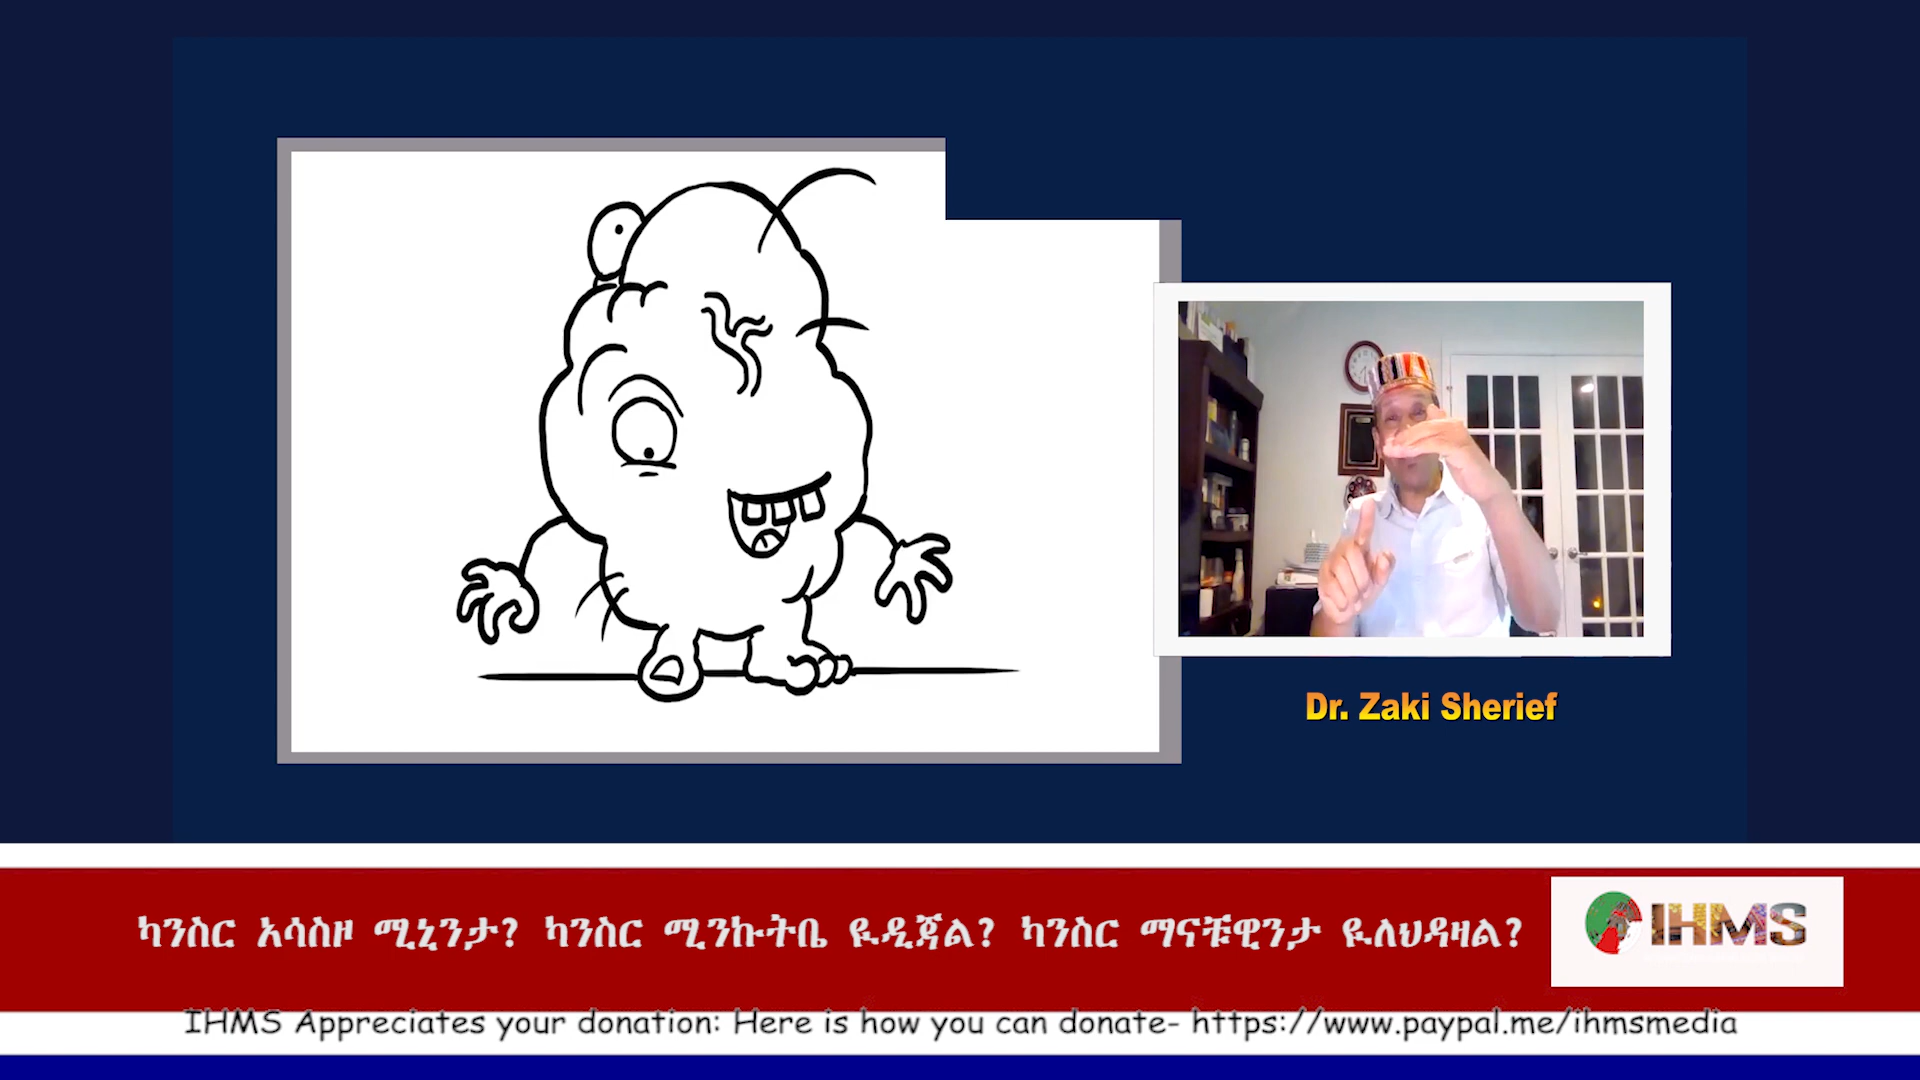 Dr. Zaki Sherief
ካንስር አሳስዞ ሚኒንታ? ካንስር ሚንኩትቤ ዪዲጃል? ካንስር ማናቹዊንታ ዪለህዳዛል?
IHMS
IHMS Appreciates your donation: Here is how you can donate- https://www.paypal.me/ihmsmedia